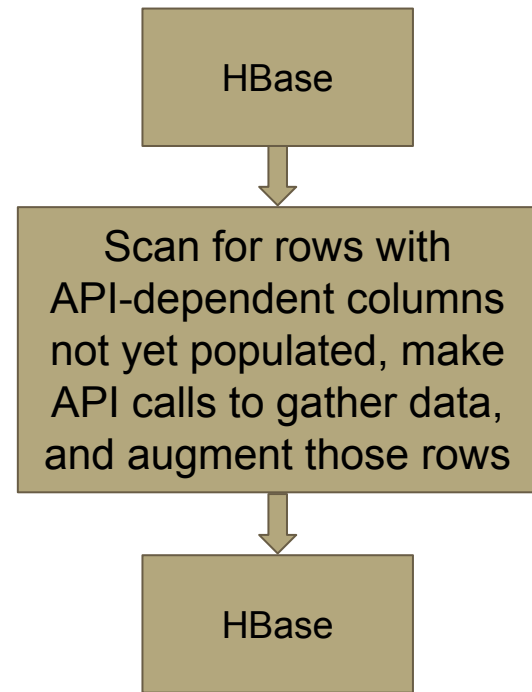 HBase
Scan for rows with
API-dependent columns
not yet populated, make
API calls to gather data,
and augment those rows
HBase